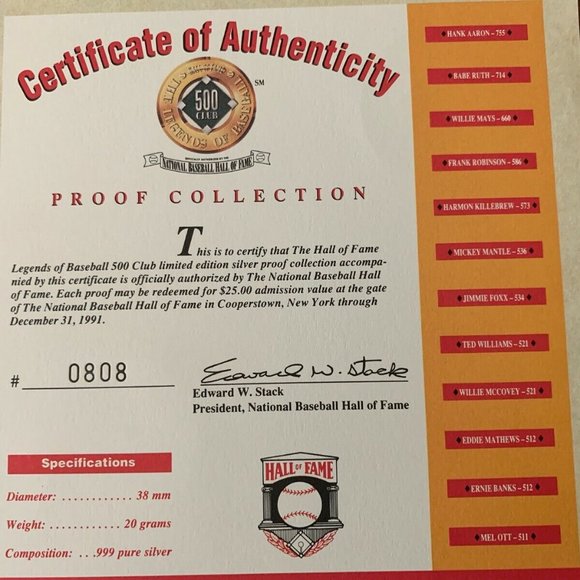 Certificate of Authenticity
500
CLUB
LEGENDS OF BASEBALL
SM
NATIONAL BASEBALL HALL OF FAME
PROOF COLLECTION
This is to certify that The Hall of Fame
Legends of Baseball 500 Club limited edition silver proof collection accompa-
nied by this certificate is officially authorized by The National Baseball Hall
of Fame. Each proof may be redeemed for $25.00 admission value at the gate
of The National Baseball Hall of Fame in Cooperstown, New York through
December 31, 1991.
# 0808
Edward W. Stack
Edward W. Stack
President, National Baseball Hall of Fame
Specifications
Diameter: ............ 38 mm
Weight: ............ 20 grams
Composition: ...999 pure silver
HALL OF FAME
HANK AARON – 755
BABE RUTH – 714
WILLIE MAYS – 660
FRANK ROBINSON – 586
HARMON KILLEBREW – 573
MICKEY MANTLE – 536
JIMMIE FOXX – 534
TED WILLIAMS – 521
WILLIE MCCOVEY – 521
EDDIE MATHEWS – 512
ERNIE BANKS – 512
MEL OTT – 511